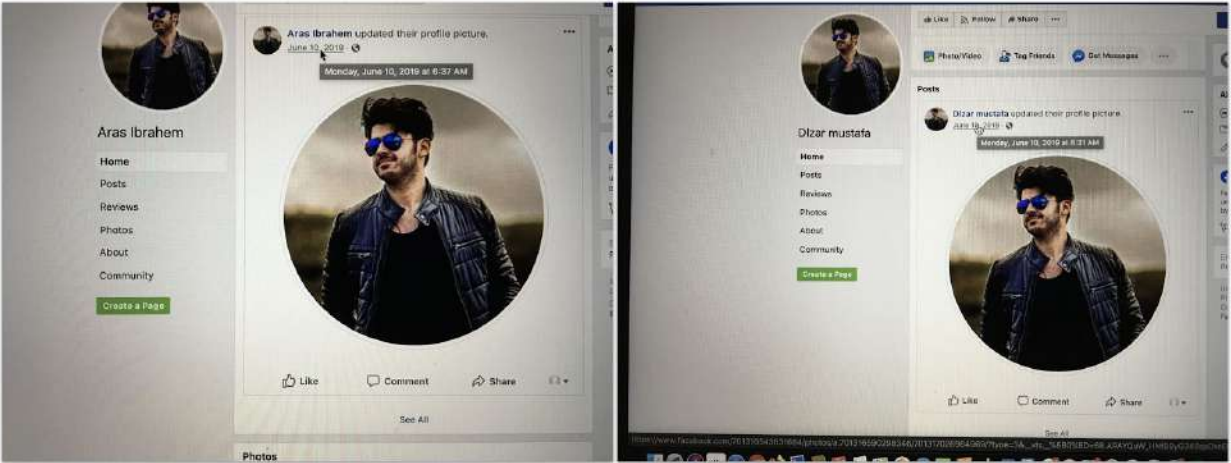 Aras Ibrahem updated their profile picture.
June 10, 2019
Monday, June 10, 2019 at 6:37 AM
Aras Ibrahem
Home
Posts
Reviews
Photos
About
Community
Create a Page
Like Comment Share
See All
Photos
Like Follow Share
Photo/Video Tag Friends Get Messages
Posts
Dizar mustafa updated their profile picture.
June 10, 2019
Monday, June 10, 2019 at 6:31 AM
Dizar mustafa
Home
Posts
Reviews
Photos
About
Community
Create a Page
Like Comment Share
See All